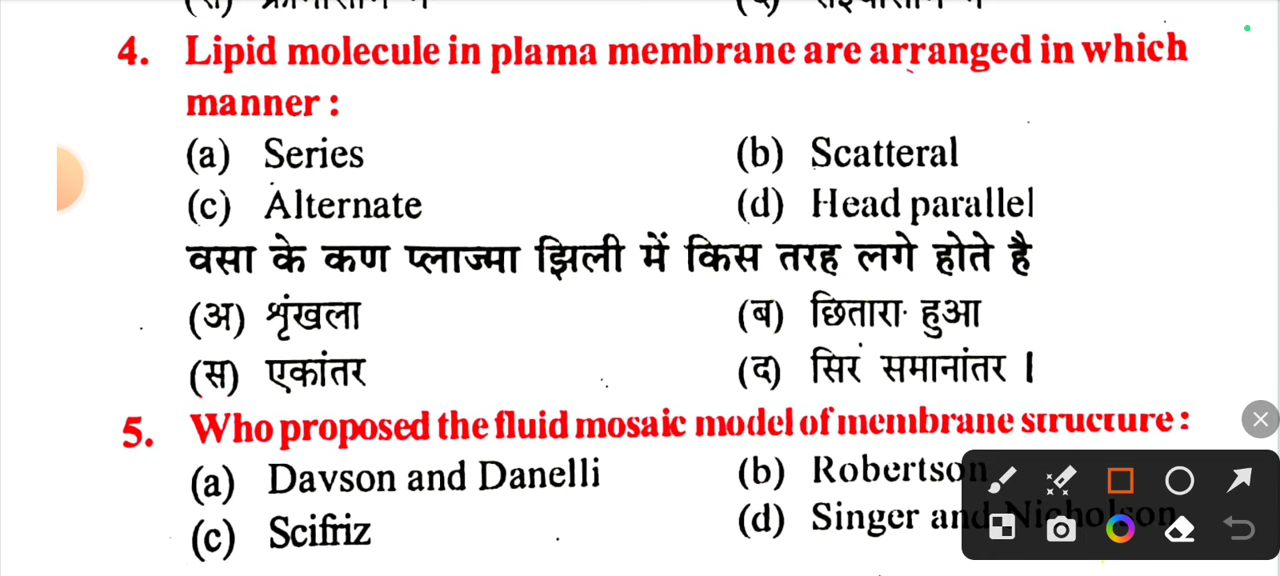 4. Lipid molecule in plama membrane are arranged in which
manner :
(a) Series (b) Scatteral
(c) Alternate (d) Head parallel
वसा के कण प्लाज्मा झिली में किस तरह लगे होते है
(अ) शृंखला (ब) छितारा हुआ
(स) एकांतर (द) सिर समानांतर ।
5. Who proposed the fluid mosaic model of membrane structure :
(a) Davson and Danelli (b) Robertson
(c) Scifriz (d) Singer and Nicholson